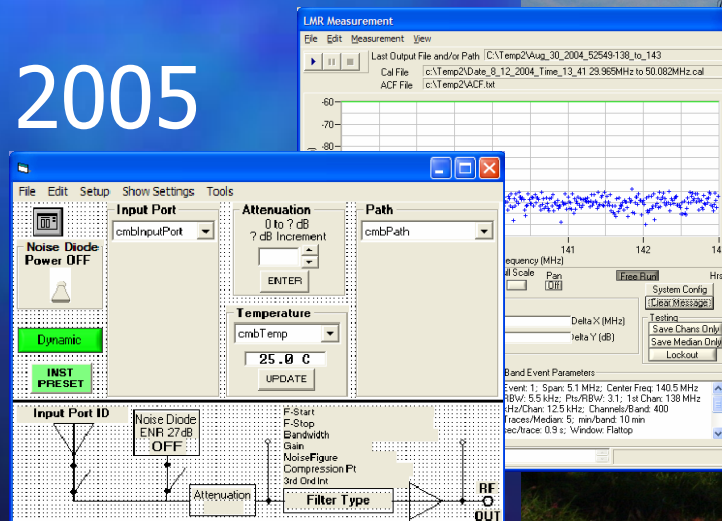 2005
LMR Measurement
File Edit Measurement View
Last Output File and/or Path C:\Temp2\Aug_30_2004_52549-138_to_143
Cal File c:\Temp2\Date_8_12_2004_Time_13_41 29.965MHz to 50.082MHz.cal
ACF File c:\Temp2\ACF.txt
-60
-70
-80
141 142 14
equency (MHz)
ll Scale Pan Free Run Hrs
Off
System Config
Clear Message
Delta X (MHz)
Delta Y (dB)
Testing
Save Chans Only
Save Median Only
Lockout
Band Event Parameters
Event: 1; Span: 5.1 MHz; Center Freq: 140.5 MHz
RBW: 5.5 kHz; Pts/RBW: 3.1; 1st Chan: 138 MHz
kHz/Chan: 12.5 kHz; Channels/Band: 400
Traces/Median: 5; min/band: 10 min
sec/trace: 0.9 s; Window: Flattop
File Edit Setup Show Settings Tools
Noise Diode
Power OFF
Dynamic
INST
PRESET
Input Port
cmbInputPort
Attenuation
0 to ? dB
? dB Increment
ENTER
Temperature
cmbTemp
25.0 C
UPDATE
Path
cmbPath
Input Port ID
Noise Diode
ENR 27dB
OFF
Attenuation
F-Start
F-Stop
Bandwidth
Gain
NoiseFigure
Compression Pt
3rd Ord Int
Filter Type
RF
OUT